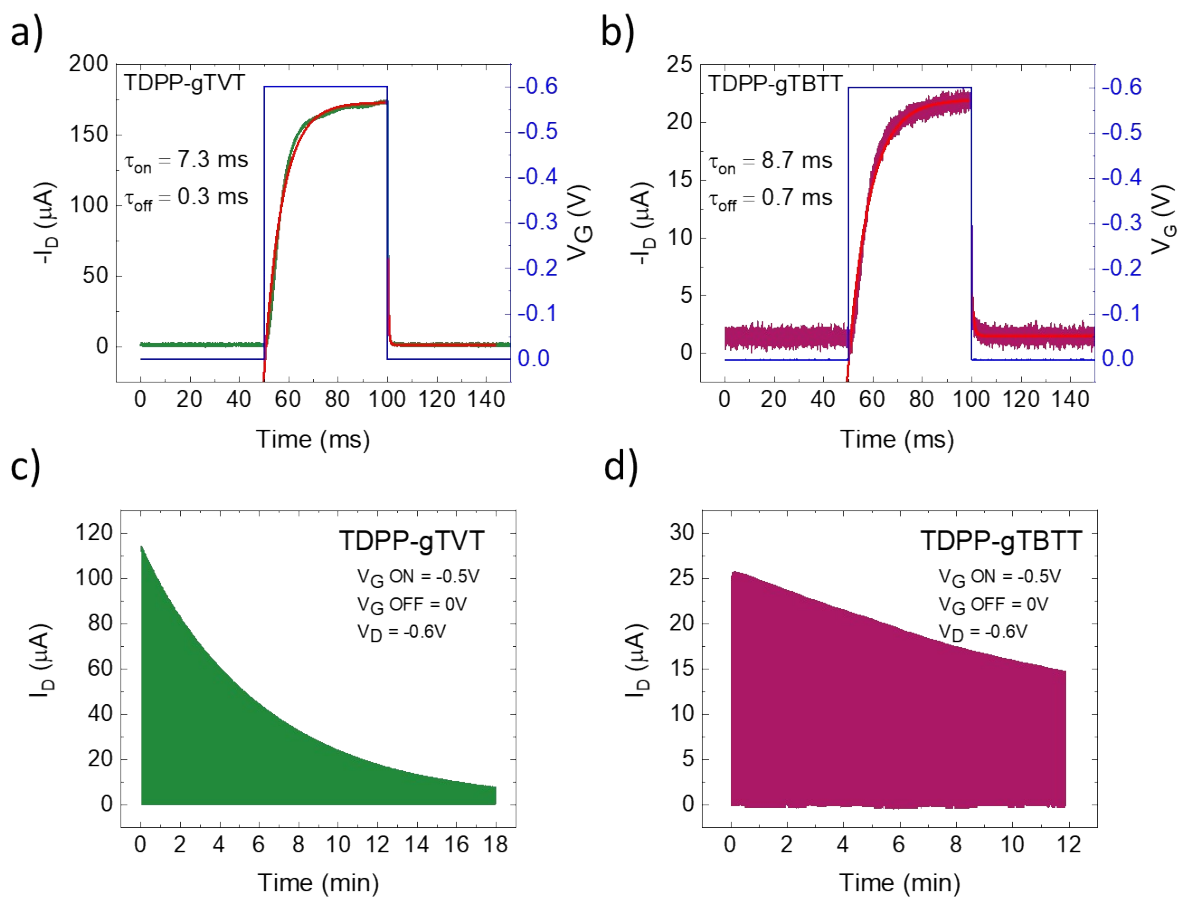 a)
TDPP-gTVT
τon = 7.3 ms
τoff = 0.3 ms
200
150
100
50
0
-ID (μA)
-0.6
-0.5
-0.4
-0.3
-0.2
-0.1
0.0
VG (V)
0 20 40 60 80 100 120 140
Time (ms)
b)
TDPP-gTBTT
τon = 8.7 ms
τoff = 0.7 ms
25
22
20
17
15
12
10
7
5
2
0
-ID (μA)
-0.6
-0.5
-0.4
-0.3
-0.2
-0.1
0.0
VG (V)
0 20 40 60 80 100 120 140
Time (ms)
c)
TDPP-gTVT
VG ON = -0.5V
VG OFF = 0V
VD = -0.6V
120
100
80
60
40
20
0
ID (μA)
0 2 4 6 8 10 12 14 16 18
Time (min)
d)
TDPP-gTBTT
VG ON = -0.5V
VG OFF = 0V
VD = -0.6V
30
25
20
15
10
5
0
ID (μA)
0 2 4 6 8 10 12
Time (min)